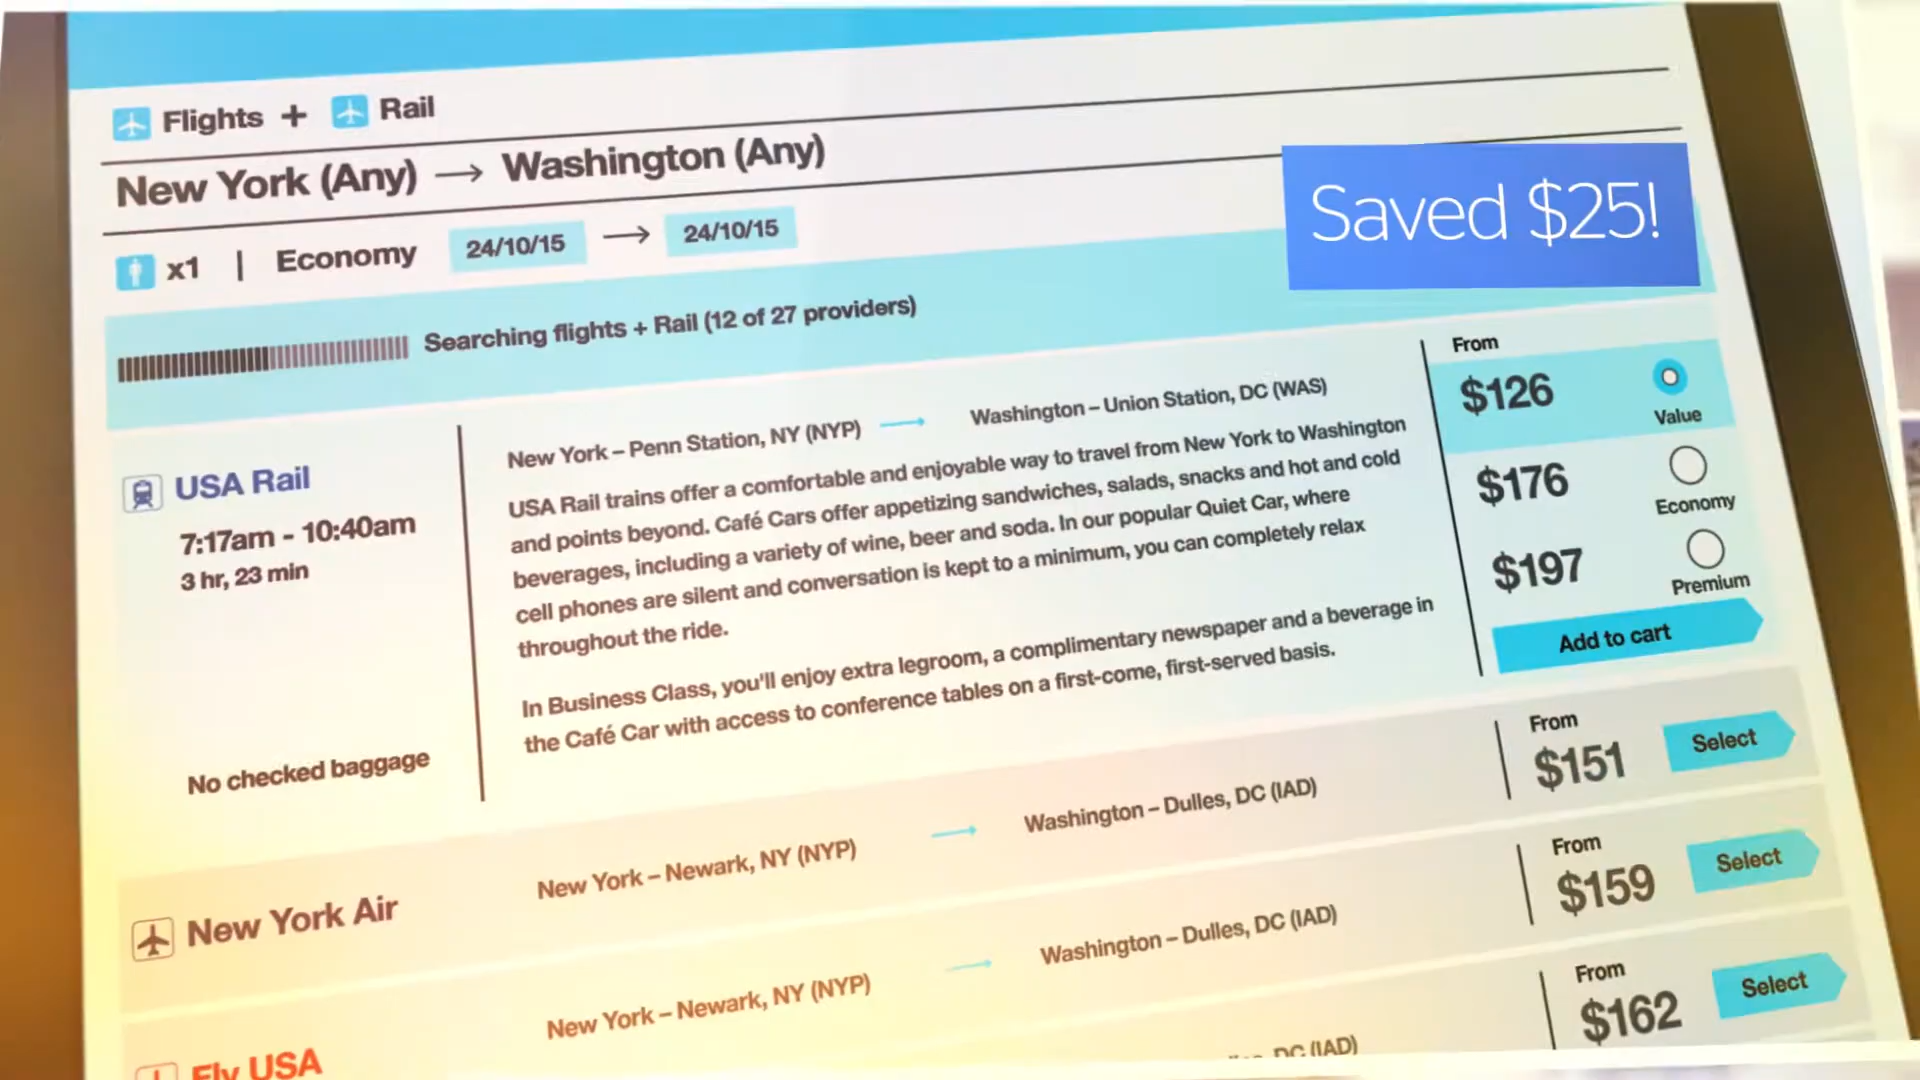 Flights + Rail
New York (Any) → Washington (Any)
Saved $25!
x1 | Economy 24/10/15 → 24/10/15
Searching flights + Rail (12 of 27 providers)
USA Rail
7:17am - 10:40am
3 hr, 23 min
No checked baggage
New York – Penn Station, NY (NYP) → Washington – Union Station, DC (WAS)
USA Rail trains offer a comfortable and enjoyable way to travel from New York to Washington
and points beyond. Café Cars offer appetizing sandwiches, salads, snacks and hot and cold
beverages, including a variety of wine, beer and soda. In our popular Quiet Car, where
cell phones are silent and conversation is kept to a minimum, you can completely relax
throughout the ride.
In Business Class, you'll enjoy extra legroom, a complimentary newspaper and a beverage in
the Café Car with access to conference tables on a first-come, first-served basis.
From
$126
Value
$176
Economy
$197
Premium
Add to cart
New York Air
New York – Newark, NY (NYP) → Washington – Dulles, DC (IAD)
From
$151
Select
Fly USA
New York – Newark, NY (NYP) → Washington – Dulles, DC (IAD)
From
$159
Select
DC (IAD)
From
$162
Select